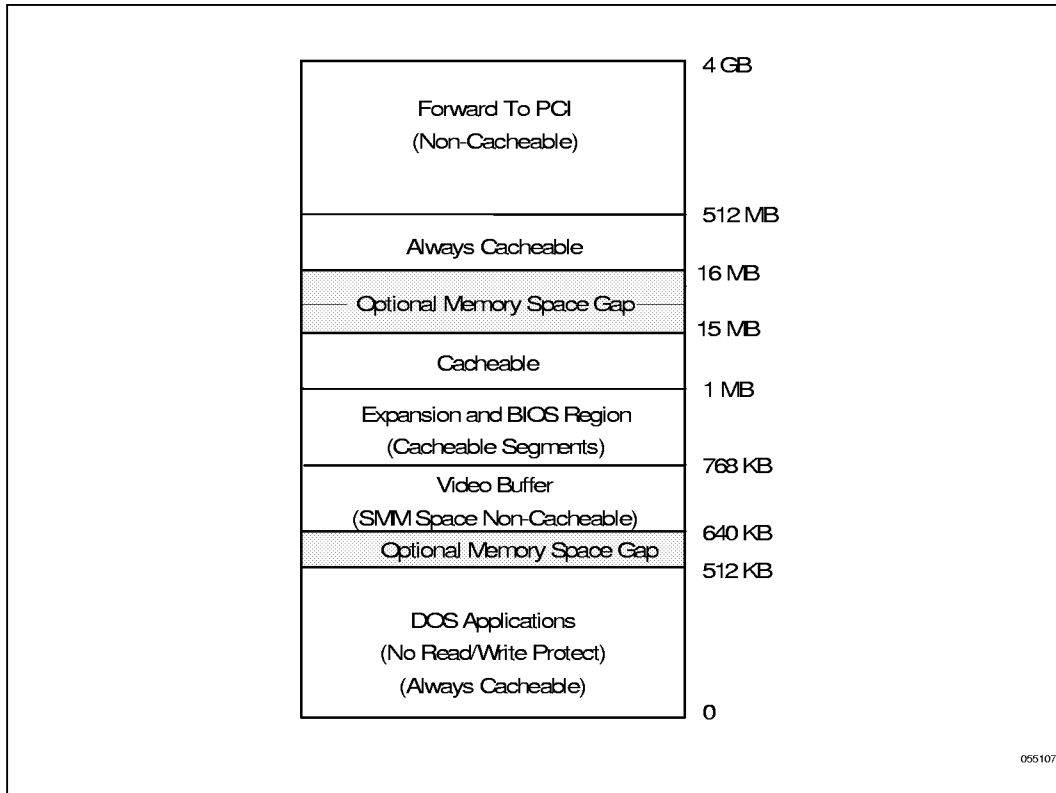 4 GB
Forward To PCI
(Non-Cacheable)
512 MB
Always Cacheable
16 MB
Optional Memory Space Gap
15 MB
Cacheable
1 MB
Expansion and BIOS Region
(Cacheable Segments)
768 KB
Video Buffer
(SMM Space Non-Cacheable)
640 KB
Optional Memory Space Gap
512 KB
DOS Applications
(No Read/Write Protect)
(Always Cacheable)
0
055107